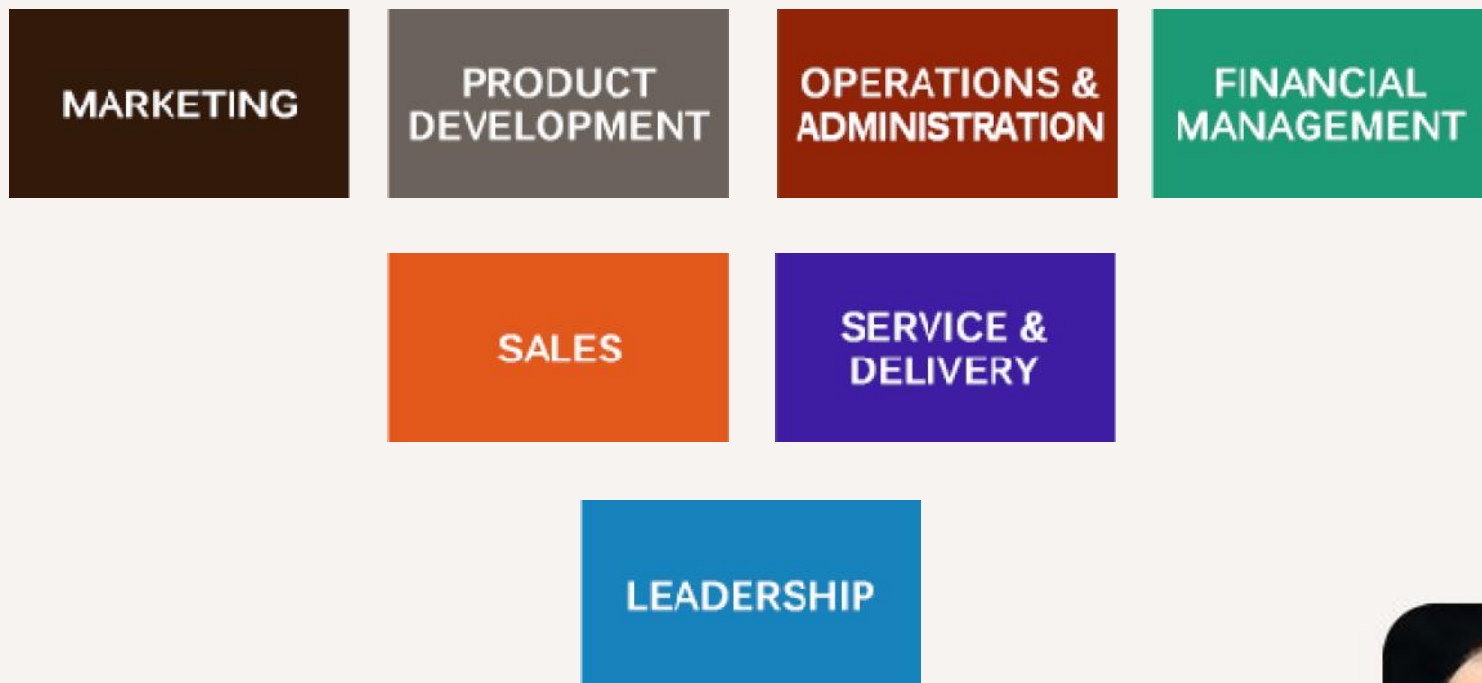 MARKETING
PRODUCT
DEVELOPMENT
OPERATIONS &
ADMINISTRATION
FINANCIAL
MANAGEMENT
SALES
SERVICE &
DELIVERY
LEADERSHIP